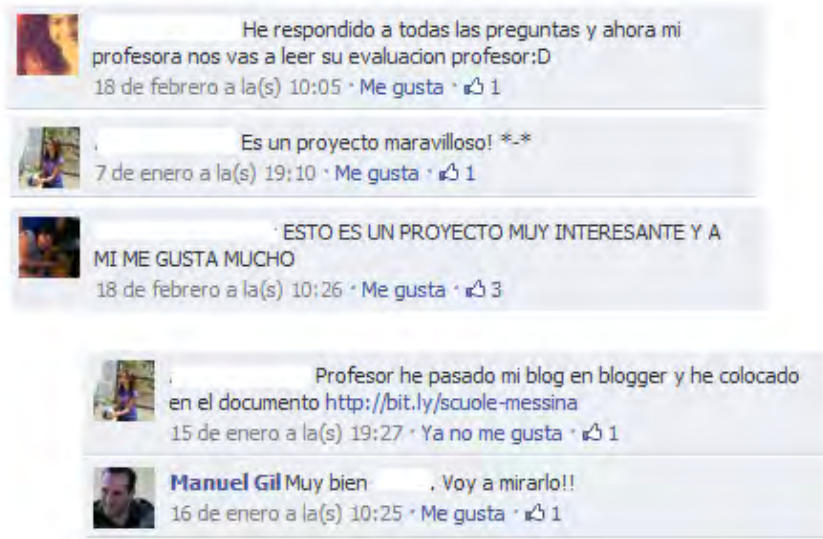 He respondido a todas las preguntas y ahora mi
profesora nos vas a leer su evaluacion profesor:D
18 de febrero a la(s) 10:05 · Me gusta · 1
Es un proyecto maravilloso! *-*
7 de enero a la(s) 19:10 · Me gusta · 1
ESTO ES UN PROYECTO MUY INTERESANTE Y A
MI ME GUSTA MUCHO
18 de febrero a la(s) 10:26 · Me gusta · 3
Profesor he pasado mi blog en blogger y he colocado
en el documento http://bit.ly/scuole-messina
15 de enero a la(s) 19:27 · Ya no me gusta · 1
Manuel Gil Muy bien . Voy a mirarlo!!
16 de enero a la(s) 10:25 · Me gusta · 1